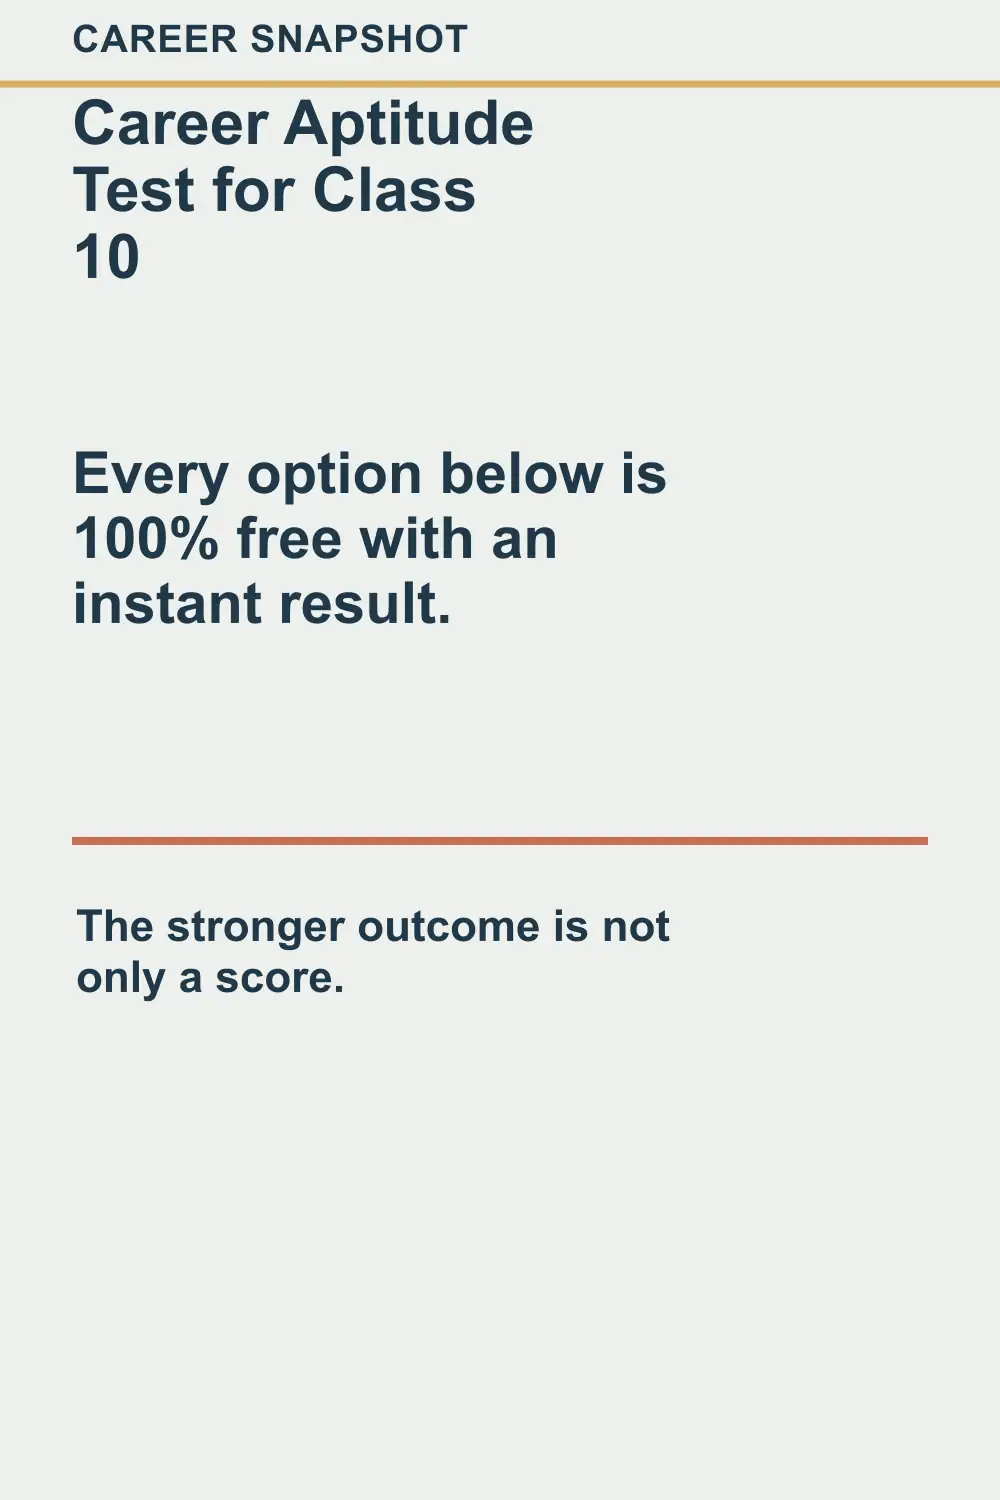 CAREER SNAPSHOT
Career Aptitude
Test for Class
10
Every option below is
100% free with an
instant result.
The stronger outcome is not
only a score.